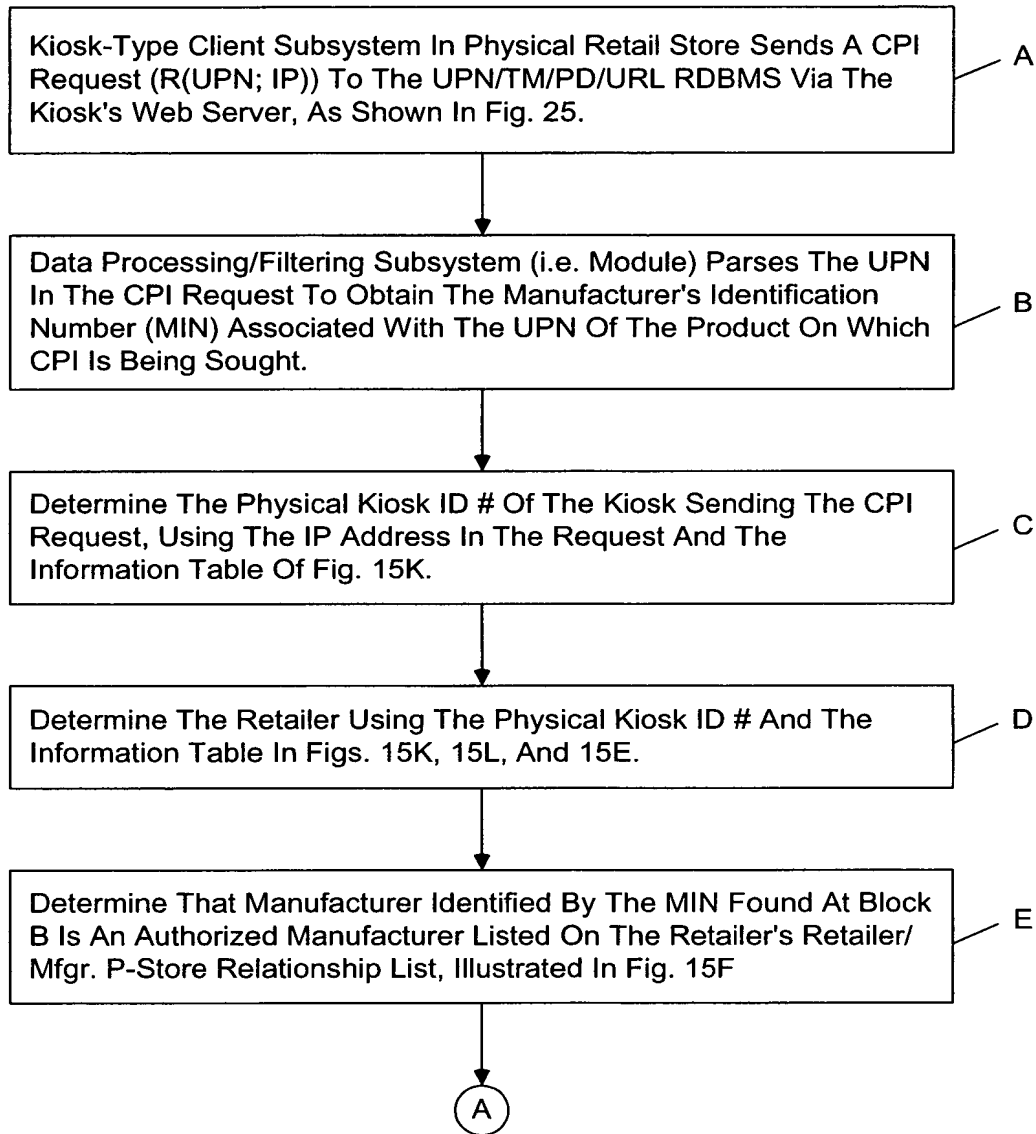 Kiosk-Type Client Subsystem In Physical Retail Store Sends A CPI
Request (R(UPN; IP)) To The UPN/TM/PD/URL RDBMS Via The
Kiosk's Web Server, As Shown In Fig. 25.
A
Data Processing/Filtering Subsystem (i.e. Module) Parses The UPN
In The CPI Request To Obtain The Manufacturer's Identification
Number (MIN) Associated With The UPN Of The Product On Which
CPI Is Being Sought.
B
Determine The Physical Kiosk ID # Of The Kiosk Sending The CPI
Request, Using The IP Address In The Request And The
Information Table Of Fig. 15K.
C
Determine The Retailer Using The Physical Kiosk ID # And The
Information Table In Figs. 15K, 15L, And 15E.
D
Determine That Manufacturer Identified By The MIN Found At Block
B Is An Authorized Manufacturer Listed On The Retailer's Retailer/
Mfgr. P-Store Relationship List, Illustrated In Fig. 15F
E
A